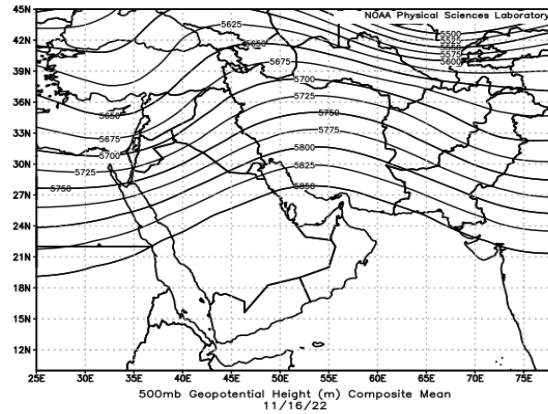 NOAA Physical Sciences Laboratory
45N
5625
5500
5575
5650
5600
42N
5675
39N
5700
5725
36N
5650
5750
5775
33N
5675
5800
5700
30N
5725
5825
5750
5850
27N
24N
21N
18N
15N
12N
25E 30E 35E 40E 45E 50E 55E 60E 65E 70E 75E
500mb Geopotential Height (m) Composite Mean
11/16/22